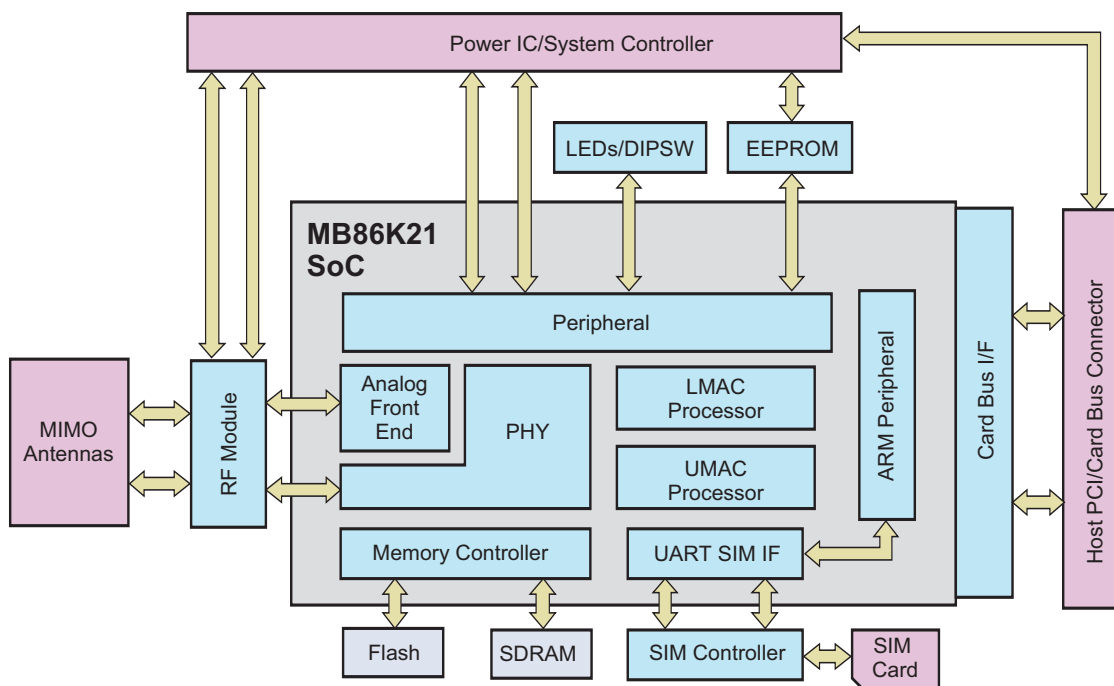 Power IC/System Controller
LEDs/DIPSW
EEPROM
MB86K21
SoC
Peripheral
Analog
Front
End
PHY
LMAC
Processor
UMAC
Processor
ARM Peripheral
Card Bus I/F
Host PCI/Card Bus Connector
MIMO
Antennas
RF Module
Memory Controller
UART SIM IF
Flash
SDRAM
SIM Controller
SIM
Card